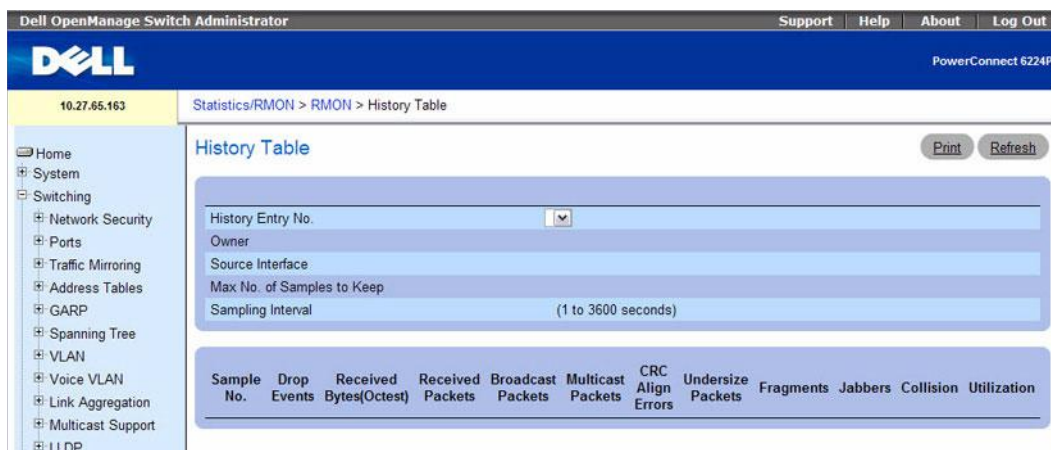 Dell OpenManage Switch Administrator
Support Help About Log Out
DELL
PowerConnect 6224P
10.27.65.163
Statistics/RMON > RMON > History Table
Home
System
Switching
Network Security
Ports
Traffic Mirroring
Address Tables
GARP
Spanning Tree
VLAN
Voice VLAN
Link Aggregation
Multicast Support
LLDP
History Table
Print Refresh
History Entry No.
Owner
Source Interface
Max No. of Samples to Keep
Sampling Interval (1 to 3600 seconds)
Sample No. Drop Events Received Bytes(Octest) Received Packets Broadcast Packets Multicast Packets CRC Align Errors Undersize Packets Fragments Jabbers Collision Utilization